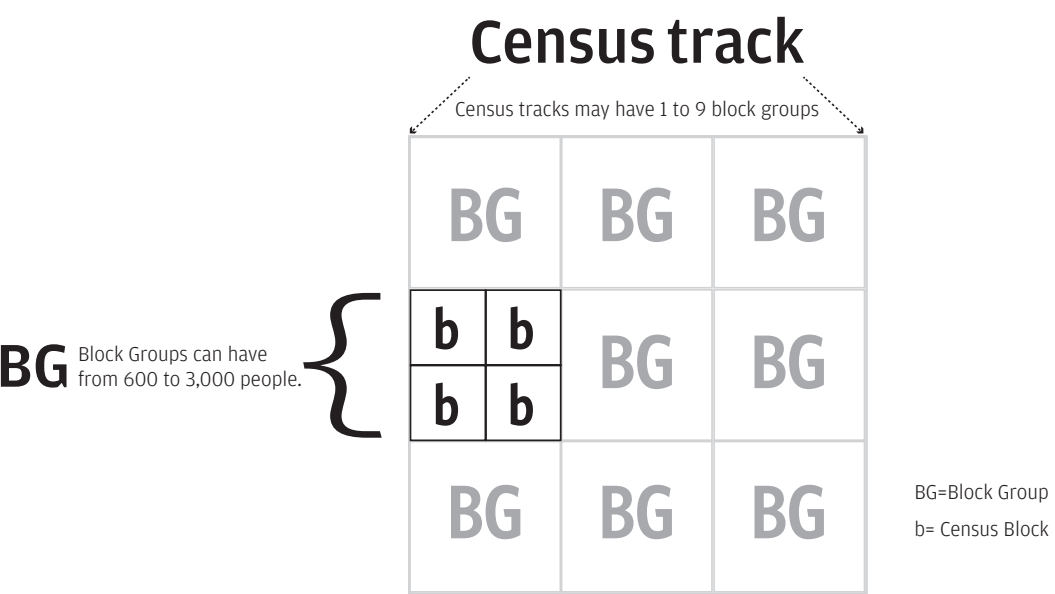 Census track
Census tracks may have 1 to 9 block groups
BG BG BG
b b
b b
BG BG
BG Block Groups can have
from 600 to 3,000 people.
BG BG BG
BG=Block Group
b= Census Block